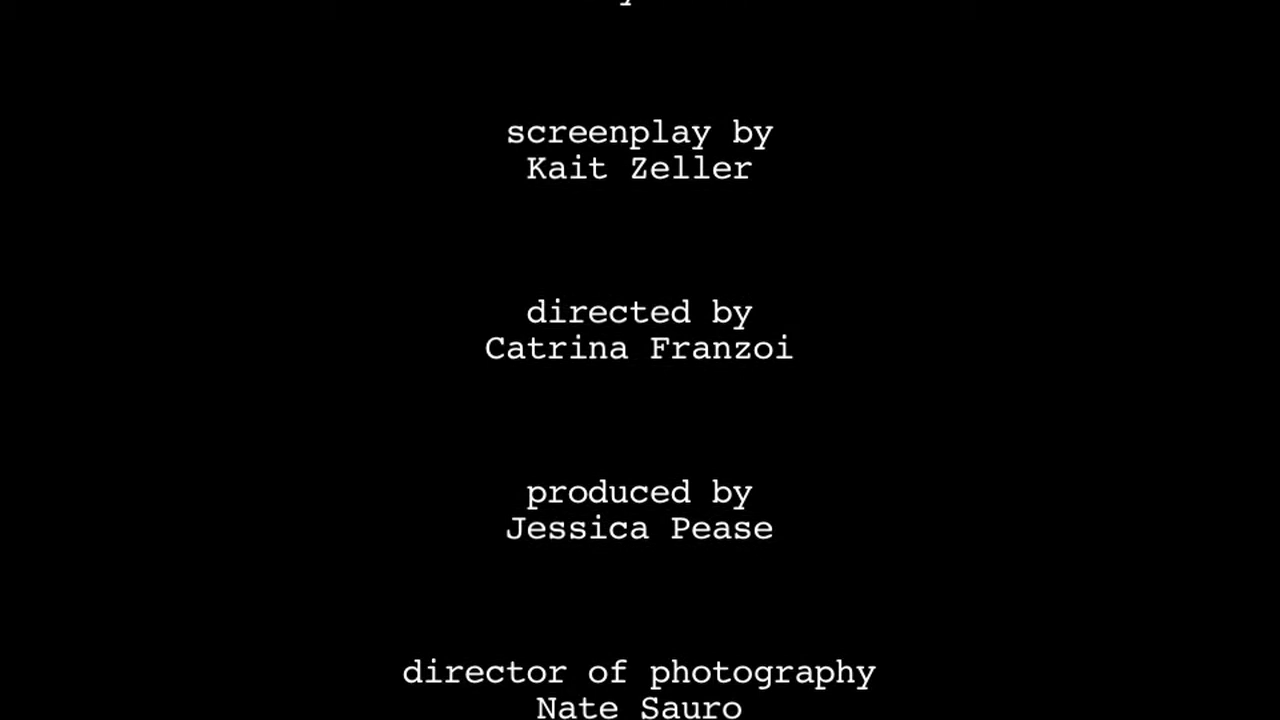 screenplay by
Kait Zeller
directed by
Catrina Franzoi
produced by
Jessica Pease
director of photography
Nate Sauro